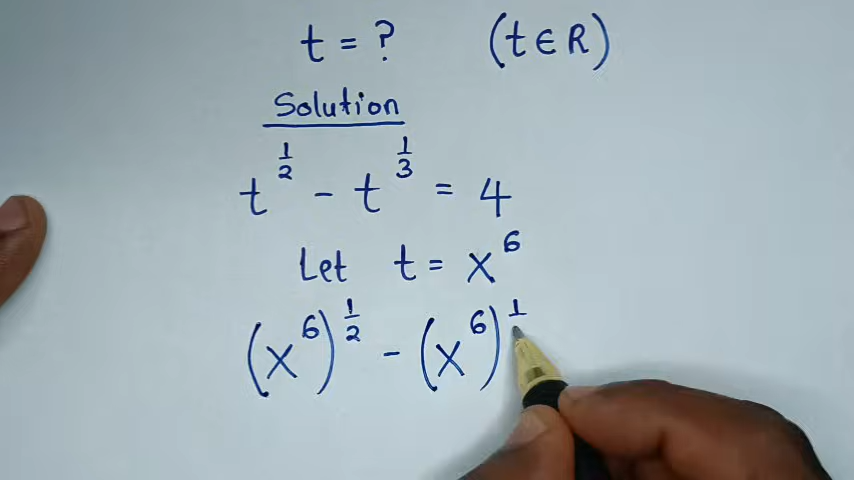 t = ? (t ∈ R)
Solution
t^{1/2} - t^{1/3} = 4
Let t = x^6
(x^6)^{1/2} - (x^6)^{1/